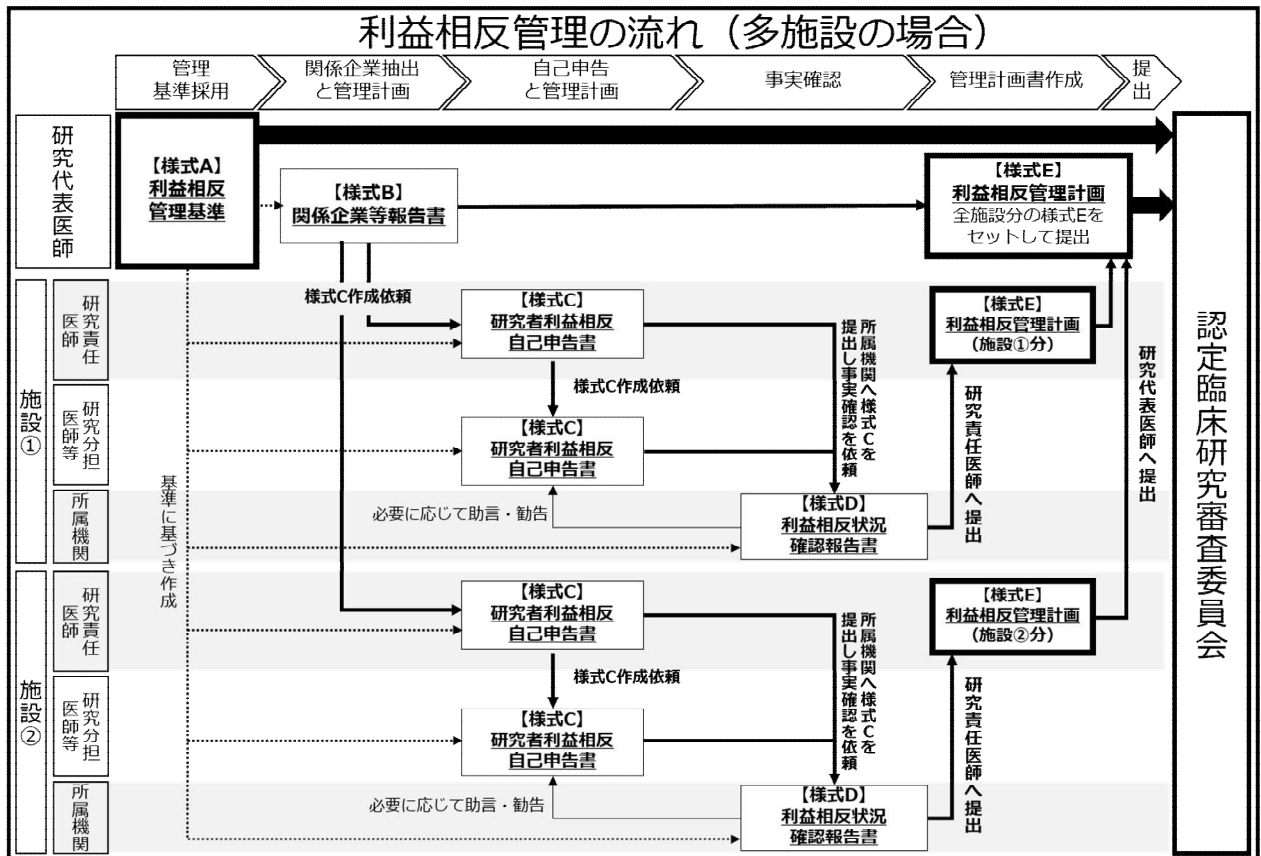 利益相反管理の流れ（多施設の場合）
管理
基準採用
関係企業抽出
と管理計画
自己申告
と管理計画
事実確認
管理計画書作成
提出
研究代表医師
【様式A】
利益相反
管理基準
【様式B】
関係企業等報告書
【様式E】
利益相反管理計画
全施設分の様式Eを
セットして提出
認定臨床研究審査委員会
様式C作成依頼
基準に基づき作成
研究代表医師へ提出
施設①
研究責任
医師
【様式C】
研究者利益相反
自己申告書
所属機関へ様式Cを
提出し事実確認を依頼
【様式E】
利益相反管理計画
(施設①分)
様式C作成依頼
研究分担
医師等
【様式C】
研究者利益相反
自己申告書
研究責任医師へ提出
所属機関
必要に応じて助言・勧告
【様式D】
利益相反状況
確認報告書
施設②
研究責任
医師
【様式C】
研究者利益相反
自己申告書
所属機関へ様式Cを
提出し事実確認を依頼
【様式E】
利益相反管理計画
(施設②分)
様式C作成依頼
研究分担
医師等
【様式C】
研究者利益相反
自己申告書
研究責任医師へ提出
所属機関
必要に応じて助言・勧告
【様式D】
利益相反状況
確認報告書